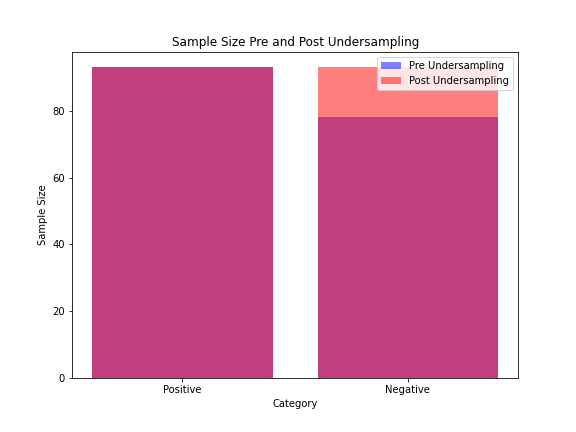 Sample Size Pre and Post Undersampling
Pre Undersampling
Post Undersampling
80
60
40
20
0
Sample Size
Positive
Negative
Category